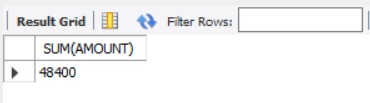 Result Grid Filter Rows:
SUM(AMOUNT)
48400